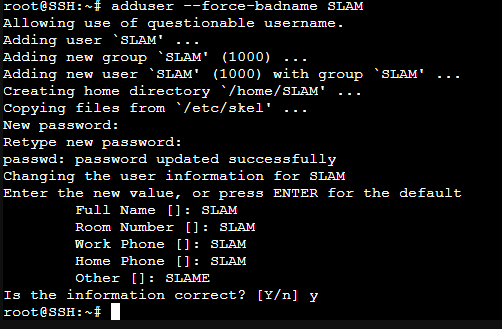 root@SSH:~# adduser --force-badname SLAM
Allowing use of questionable username.
Adding user `SLAM' ...
Adding new group `SLAM' (1000) ...
Adding new user `SLAM' (1000) with group `SLAM' ...
Creating home directory `/home/SLAM' ...
Copying files from `/etc/skel' ...
New password:
Retype new password:
passwd: password updated successfully
Changing the user information for SLAM
Enter the new value, or press ENTER for the default
Full Name []: SLAM
Room Number []: SLAM
Work Phone []: SLAM
Home Phone []: SLAM
Other []: SLAME
Is the information correct? [Y/n] y
root@SSH:~#